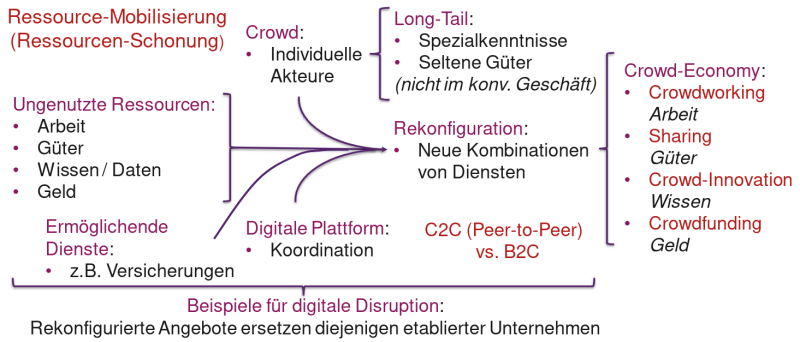 Ressource-Mobilisierung
(Ressourcen-Schonung)
Crowd:
• Individuelle
Akteure
Long-Tail:
• Spezialkenntnisse
• Seltene Güter
(nicht im konv. Geschäft)
Ungenutzte Ressourcen:
• Arbeit
• Güter
• Wissen / Daten
• Geld
Rekonfiguration:
• Neue Kombinationen
von Diensten
Crowd-Economy:
• Crowdworking
Arbeit
• Sharing
Güter
• Crowd-Innovation
Wissen
• Crowdfunding
Geld
Ermöglichende
Dienste:
• z.B. Versicherungen
Digitale Plattform:
• Koordination
C2C (Peer-to-Peer)
vs. B2C
Beispiele für digitale Disruption:
Rekonfigurierte Angebote ersetzen diejenigen etablierter Unternehmen